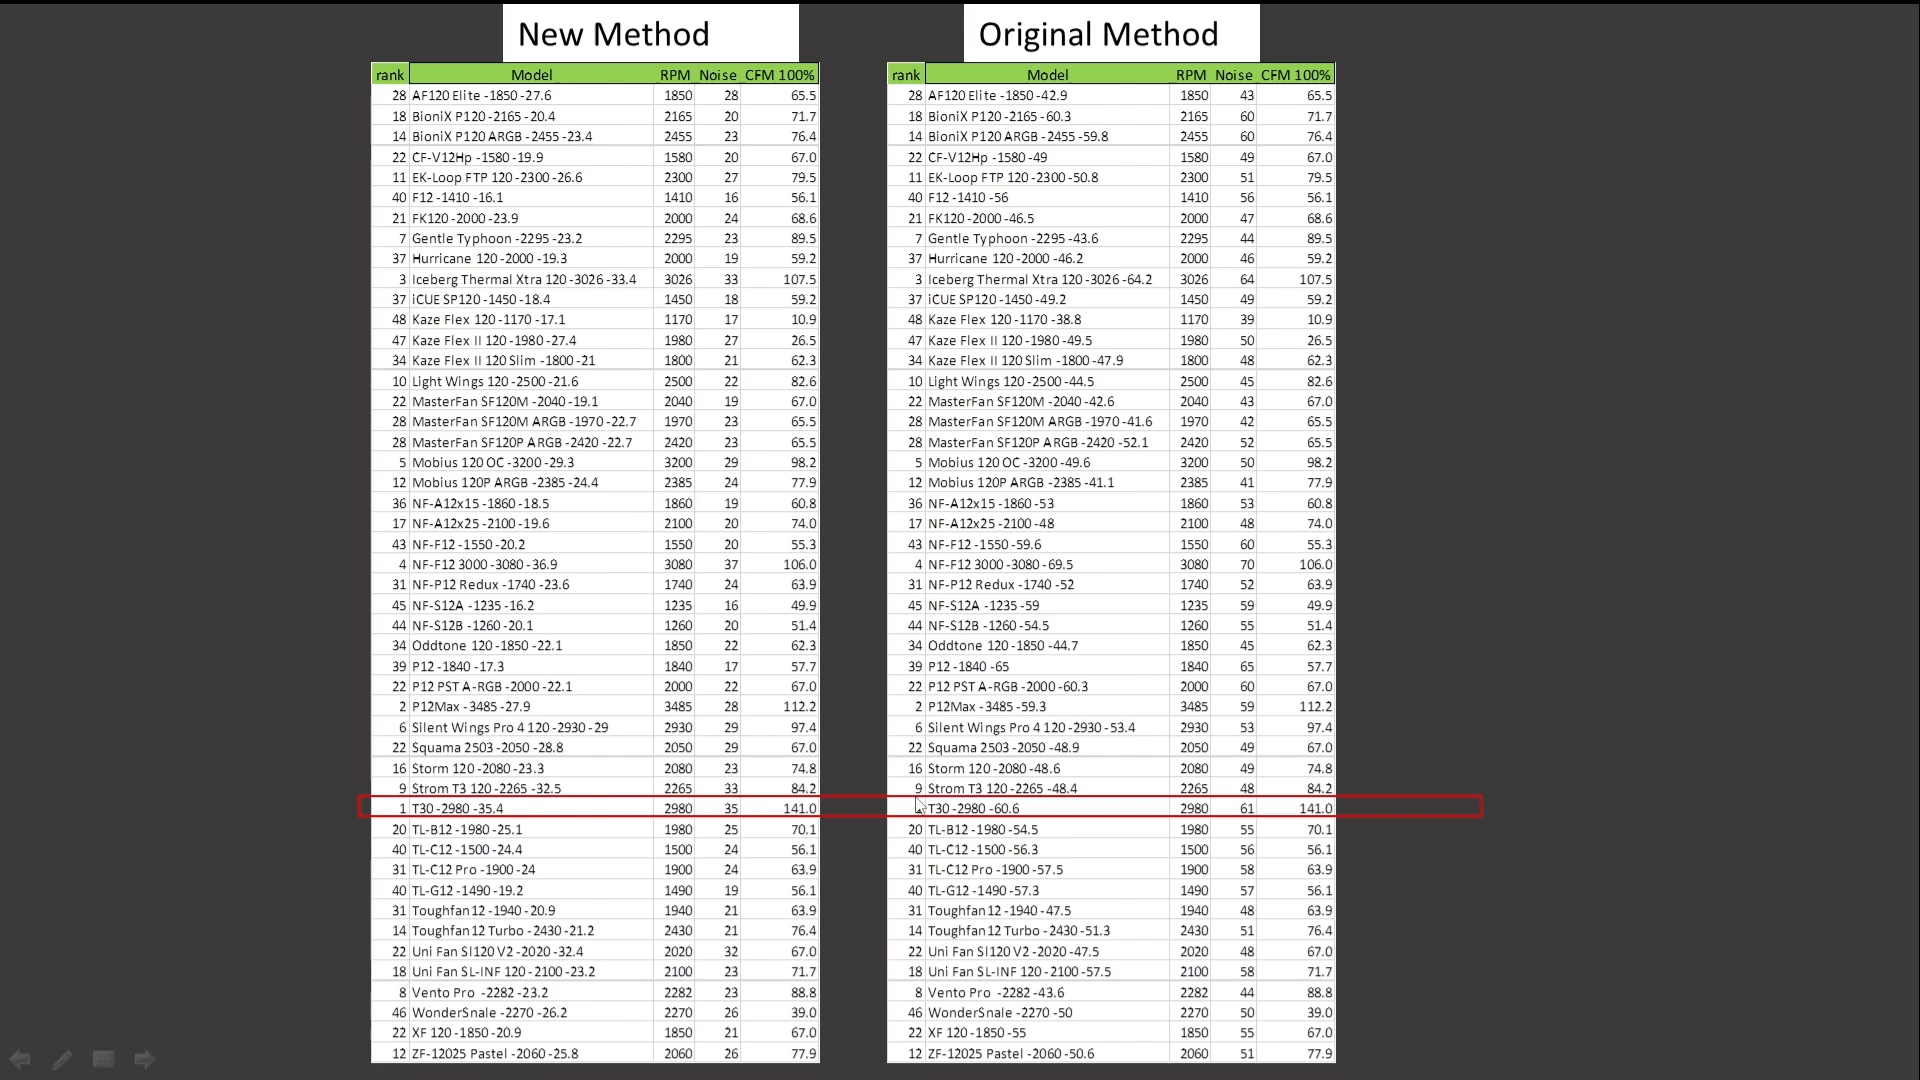 New Method
rank Model RPM Noise CFM 100%
28 AF120 Elite -1850 -27.6 1850 28 65.5
18 BioniX P120 -2165 -20.4 2165 20 71.7
14 BioniX P120 ARGB -2455 -23.4 2455 23 76.4
22 CF-V12Hp -1580 -19.9 1580 20 67.0
11 EK-Loop FTP 120 -2300 -26.6 2300 27 79.5
40 F12 -1410 -16.1 1410 16 56.1
21 FK120 -2000 -23.9 2000 24 68.6
7 Gentle Typhoon -2295 -23.2 2295 23 89.5
37 Hurricane 120 -2000 -19.3 2000 19 59.2
3 Iceberg Thermal Xtra 120 -3026 -33.4 3026 33 107.5
37 iCUE SP120 -1450 -18.4 1450 18 59.2
48 Kaze Flex 120 -1170 -17.1 1170 17 10.9
47 Kaze Flex II 120 -1980 -27.4 1980 27 26.5
34 Kaze Flex II 120 Slim -1800 -21 1800 21 62.3
10 Light Wings 120 -2500 -21.6 2500 22 82.6
22 MasterFan SF120M -2040 -19.1 2040 19 67.0
28 MasterFan SF120M ARGB -1970 -22.7 1970 23 65.5
28 MasterFan SF120P ARGB -2420 -22.7 2420 23 65.5
5 Mobius 120 OC -3200 -29.3 3200 29 98.2
12 Mobius 120P ARGB -2385 -24.4 2385 24 77.9
36 NF-A12x15 -1860 -18.5 1860 19 60.8
17 NF-A12x25 -2100 -19.6 2100 20 74.0
43 NF-F12 -1550 -20.2 1550 20 55.3
4 NF-F12 3000 -3080 -36.9 3080 37 106.0
31 NF-P12 Redux -1740 -23.6 1740 24 63.9
45 NF-S12A -1235 -16.2 1235 16 49.9
44 NF-S12B -1260 -20.1 1260 20 51.4
34 Oddtone 120 -1850 -22.1 1850 22 62.3
39 P12 -1840 -17.3 1840 17 57.7
22 P12 PST A-RGB -2000 -22.1 2000 22 67.0
2 P12Max -3485 -27.9 3485 28 112.2
6 Silent Wings Pro 4 120 -2930 -29 2930 29 97.4
22 Squama 2503 -2050 -28.8 2050 29 67.0
16 Storm 120 -2080 -23.3 2080 23 74.8
9 Strom T3 120 -2265 -32.5 2265 33 84.2
1 T30 -2980 -35.4 2980 35 141.0
20 TL-B12 -1980 -25.1 1980 25 70.1
40 TL-C12 -1500 -24.4 1500 24 56.1
31 TL-C12 Pro -1900 -24 1900 24 63.9
40 TL-G12 -1490 -19.2 1490 19 56.1
31 Toughfan 12 -1940 -20.9 1940 21 63.9
14 Toughfan 12 Turbo -2430 -21.2 2430 21 76.4
22 Uni Fan Sl120 V2 -2020 -32.4 2020 32 67.0
18 Uni Fan SL-INF 120 -2100 -23.2 2100 23 71.7
8 Vento Pro -2282 -23.2 2282 23 88.8
46 WonderSnale -2270 -26.2 2270 26 39.0
22 XF 120 -1850 -20.9 1850 21 67.0
12 ZF-12025 Pastel -2060 -25.8 2060 26 77.9
Original Method
rank Model RPM Noise CFM 100%
28 AF120 Elite -1850 -42.9 1850 43 65.5
18 BioniX P120 -2165 -60.3 2165 60 71.7
14 BioniX P120 ARGB -2455 -59.8 2455 60 76.4
22 CF-V12Hp -1580 -49 1580 49 67.0
11 EK-Loop FTP 120 -2300 -50.8 2300 51 79.5
40 F12 -1410 -56 1410 56 56.1
21 FK120 -2000 -46.5 2000 47 68.6
7 Gentle Typhoon -2295 -43.6 2295 44 89.5
37 Hurricane 120 -2000 -46.2 2000 46 59.2
3 Iceberg Thermal Xtra 120 -3026 -64.2 3026 64 107.5
37 iCUE SP120 -1450 -49.2 1450 49 59.2
48 Kaze Flex 120 -1170 -38.8 1170 39 10.9
47 Kaze Flex II 120 -1980 -49.5 1980 50 26.5
34 Kaze Flex II 120 Slim -1800 -47.9 1800 48 62.3
10 Light Wings 120 -2500 -44.5 2500 45 82.6
22 MasterFan SF120M -2040 -42.6 2040 43 67.0
28 MasterFan SF120M ARGB -1970 -41.6 1970 42 65.5
28 MasterFan SF120P ARGB -2420 -52.1 2420 52 65.5
5 Mobius 120 OC -3200 -49.6 3200 50 98.2
12 Mobius 120P ARGB -2385 -41.1 2385 41 77.9
36 NF-A12x15 -1860 -53 1860 53 60.8
17 NF-A12x25 -2100 -48 2100 48 74.0
43 NF-F12 -1550 -59.6 1550 60 55.3
4 NF-F12 3000 -3080 -69.5 3080 70 106.0
31 NF-P12 Redux -1740 -52 1740 52 63.9
45 NF-S12A -1235 -59 1235 59 49.9
44 NF-S12B -1260 -54.5 1260 55 51.4
34 Oddtone 120 -1850 -44.7 1850 45 62.3
39 P12 -1840 -65 1840 65 57.7
22 P12 PST A-RGB -2000 -60.3 2000 60 67.0
2 P12Max -3485 -59.3 3485 59 112.2
6 Silent Wings Pro 4 120 -2930 -53.4 2930 53 97.4
22 Squama 2503 -2050 -48.9 2050 49 67.0
16 Storm 120 -2080 -48.6 2080 49 74.8
9 Strom T3 120 -2265 -48.4 2265 48 84.2
T30 -2980 -60.6 2980 61 141.0
20 TL-B12 -1980 -54.5 1980 55 70.1
40 TL-C12 -1500 -56.3 1500 56 56.1
31 TL-C12 Pro -1900 -57.5 1900 58 63.9
40 TL-G12 -1490 -57.3 1490 57 56.1
31 Toughfan 12 -1940 -47.5 1940 48 63.9
14 Toughfan 12 Turbo -2430 -51.3 2430 51 76.4
22 Uni Fan Sl120 V2 -2020 -47.5 2020 48 67.0
18 Uni Fan SL-INF 120 -2100 -57.5 2100 58 71.7
8 Vento Pro -2282 -43.6 2282 44 88.8
46 WonderSnale -2270 -50 2270 50 39.0
22 XF 120 -1850 -55 1850 55 67.0
12 ZF-12025 Pastel -2060 -50.6 2060 51 77.9